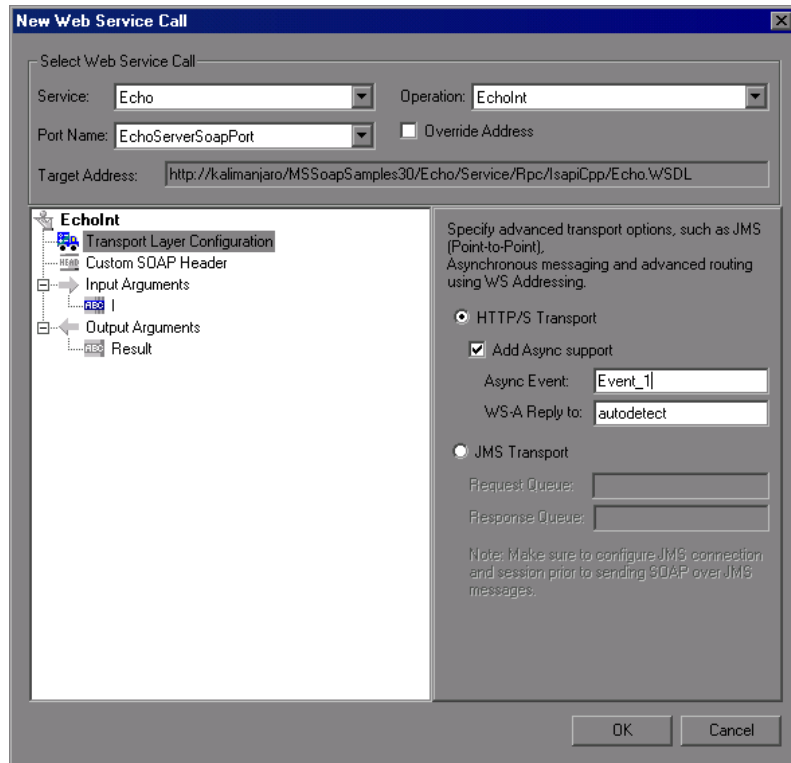 New Web Service Call
Select Web Service Call
Service: Echo Operation: EchoInt
Port Name: EchoServerSoapPort Override Address
Target Address: http://kalimanjaro/MSSoapSamples30/Echo/Service/Rpc/IsapiCpp/Echo.WSDL
EchoInt
Transport Layer Configuration
HEAD Custom SOAP Header
Input Arguments
ABC I
Output Arguments
ABC Result
Specify advanced transport options, such as JMS
(Point-to-Point),
Asynchronous messaging and advanced routing
using WS Addressing.
HTTP/S Transport
Add Async support
Async Event: Event_1
WS-A Reply to: autodetect
JMS Transport
Request Queue:
Response Queue:
Note: Make sure to configure JMS connection
and session prior to sending SOAP over JMS
messages.
OK Cancel